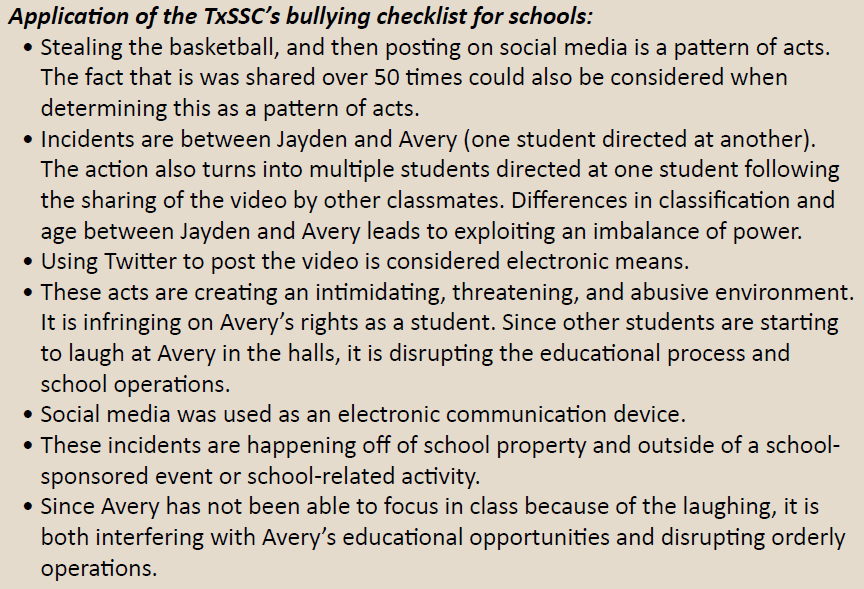 Application of the TxSSC's bullying checklist for schools:
• Stealing the basketball, and then posting on social media is a pattern of acts.
The fact that is was shared over 50 times could also be considered when
determining this as a pattern of acts.
• Incidents are between Jayden and Avery (one student directed at another).
The action also turns into multiple students directed at one student following
the sharing of the video by other classmates. Differences in classification and
age between Jayden and Avery leads to exploiting an imbalance of power.
• Using Twitter to post the video is considered electronic means.
• These acts are creating an intimidating, threatening, and abusive environment.
It is infringing on Avery's rights as a student. Since other students are starting
to laugh at Avery in the halls, it is disrupting the educational process and
school operations.
• Social media was used as an electronic communication device.
• These incidents are happening off of school property and outside of a school-
sponsored event or school-related activity.
• Since Avery has not been able to focus in class because of the laughing, it is
both interfering with Avery's educational opportunities and disrupting orderly
operations.